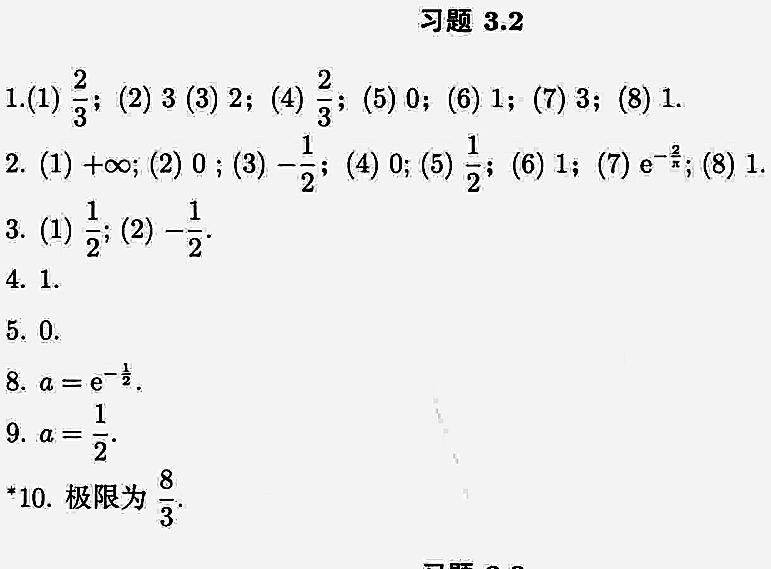 习题 3.2
1.(1) 2/3; (2) 3 (3) 2; (4) 2/3; (5) 0; (6) 1; (7) 3; (8) 1.
2. (1) +∞; (2) 0 ; (3) −1/2; (4) 0; (5) 1/2; (6) 1; (7) e^{−2/π}; (8) 1.
3. (1) 1/2; (2) −1/2.
4. 1.
5. 0.
8. a = e^{−1/2}.
9. a = 1/2.
*10. 极限为 8/3.